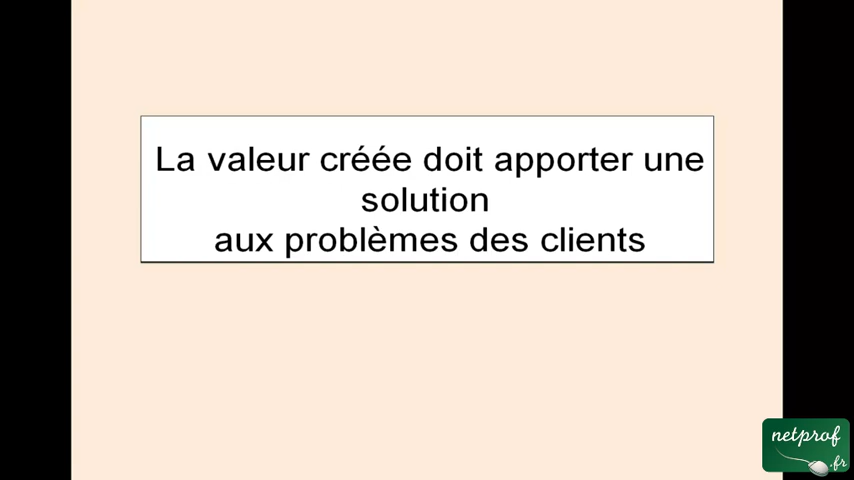 La valeur créée doit apporter une
solution
aux problèmes des clients
netprof
.fr